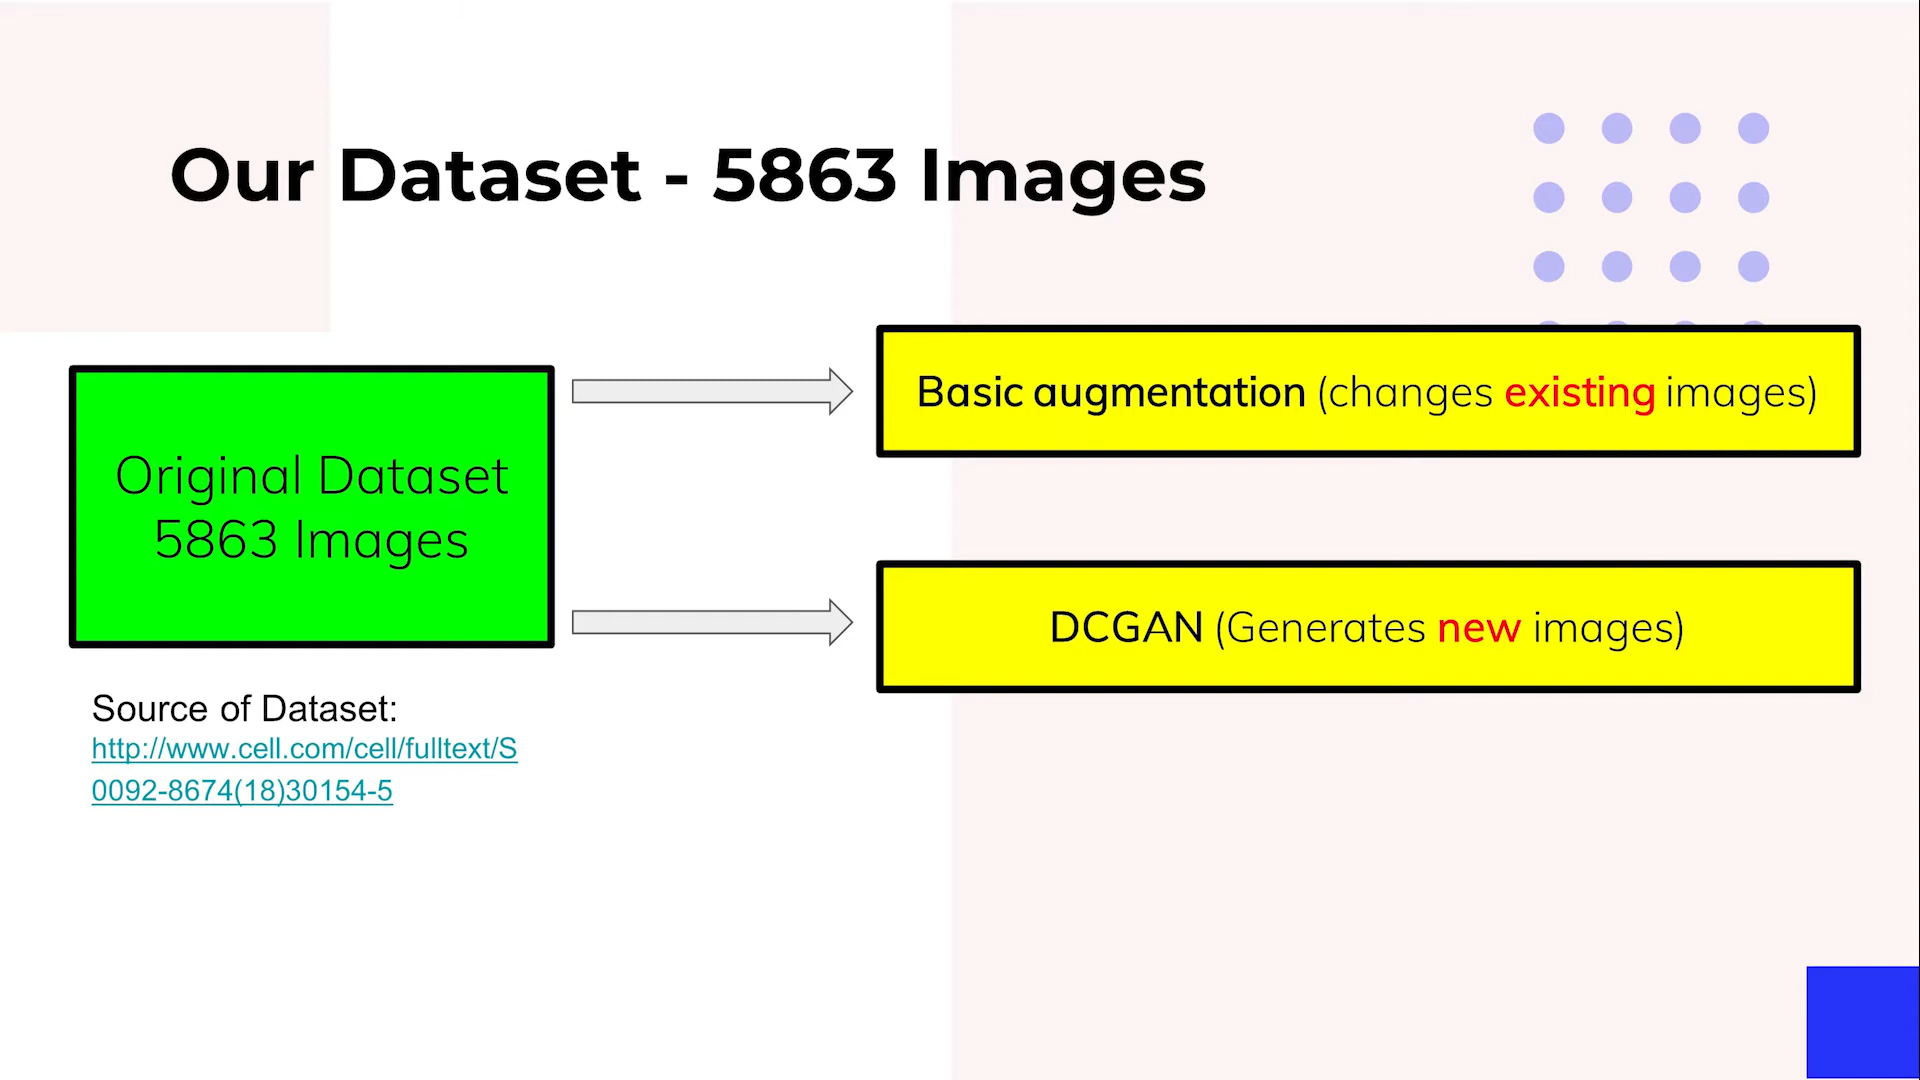 Our Dataset - 5863 Images
Original Dataset
5863 Images
Basic augmentation (changes existing images)
DCGAN (Generates new images)
Source of Dataset:
http://www.cell.com/cell/fulltext/S
0092-8674(18)30154-5